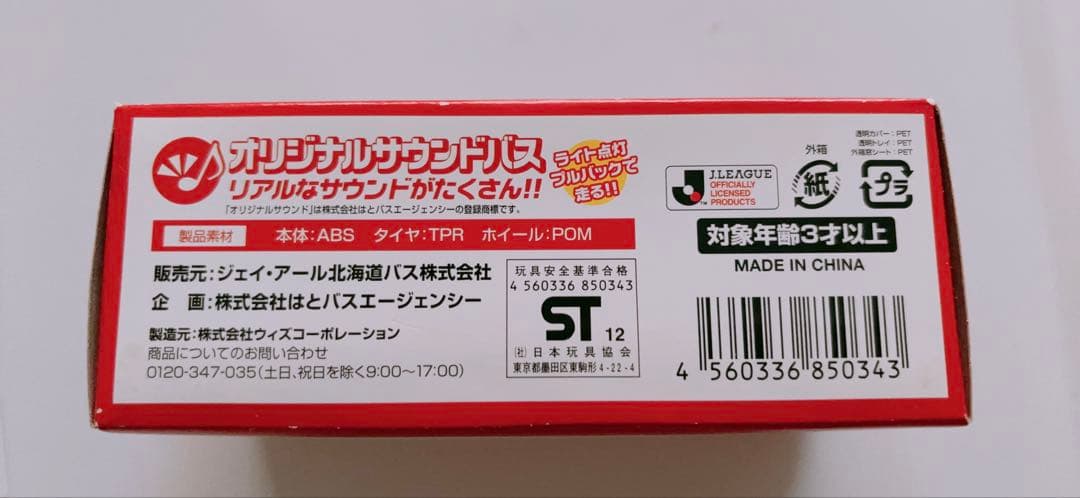 オリジナルサウンドバス
リアルなサウンドがたくさん!!
「オリジナルサウンド」は株式会社はとバスエージェンシーの登録商標です。
ライト点灯
プルバックで
走る!!
製品素材 本体:ABS タイヤ:TPR ホイール:POM
販売元:ジェイ・アール北海道バス株式会社
企 画:株式会社はとバスエージェンシー
製造元:株式会社ウィズコーポレーション
商品についてのお問い合わせ
0120-347-035(土日、祝日を除く9:00~17:00)
玩具安全基準合格
4 560336 850343
ST 12
(社)日本玩具協会
東京都墨田区東駒形4-22-4
J.LEAGUE
OFFICIALLY
LICENSED
PRODUCTS
外箱
紙
透明カバー:PET
透明トレイ:PET
外箱窓シート:PET
プラ
対象年齢3才以上
MADE IN CHINA
4 560336 850343